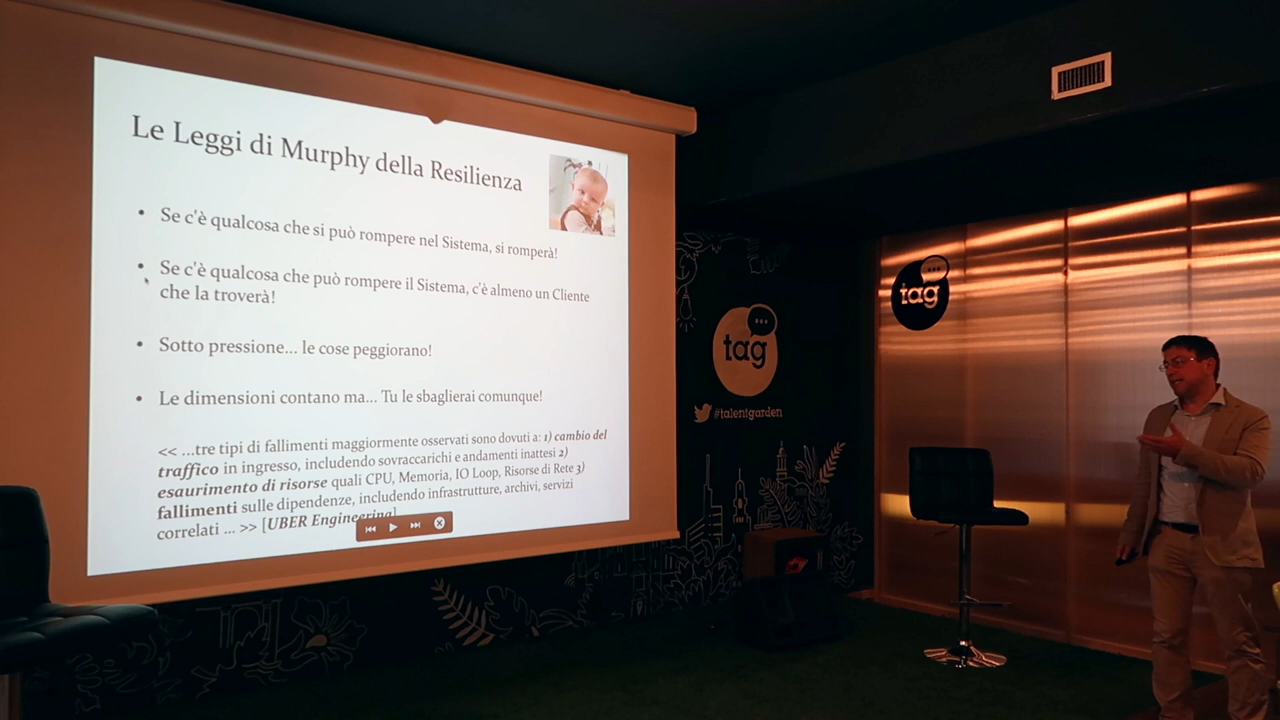 Le Leggi di Murphy della Resilienza
• Se c'è qualcosa che si può rompere nel Sistema, si romperà!
• Se c'è qualcosa che può rompere il Sistema, c'è almeno un Cliente
che la troverà!
• Sotto pressione... le cose peggiorano!
• Le dimensioni contano ma... Tu le sbaglierai comunque!
<< ...tre tipi di fallimenti maggiormente osservati sono dovuti a: 1) cambio del
traffico in ingresso, includendo sovraccarichi e andamenti inattesi 2)
esaurimento di risorse quali CPU, Memoria, IO Loop, Risorse di Rete 3)
fallimenti sulle dipendenze, includendo infrastrutture, archivi, servizi
correlati ... >> [UBER Engineering]
tag
#talentgarden
tag